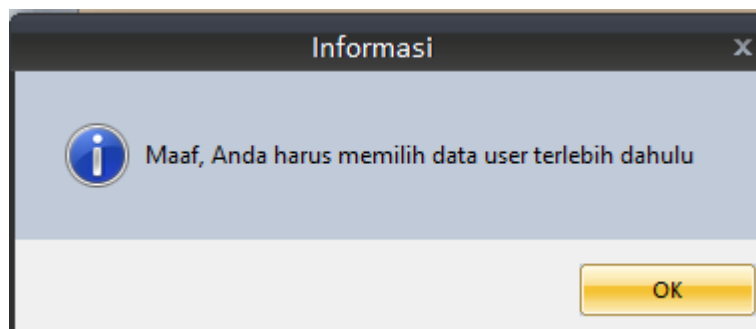 Informasi
Maaf, Anda harus memilih data user terlebih dahulu
OK